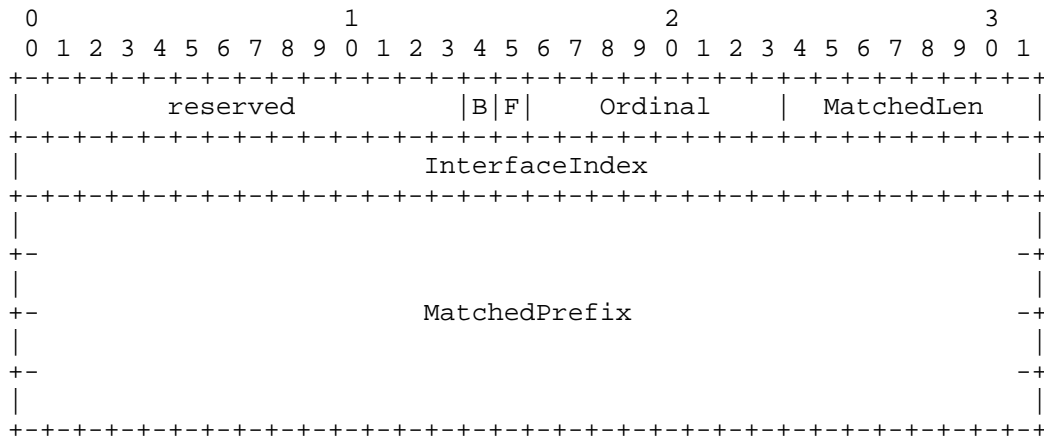 0                   1                   2                   3
 0 1 2 3 4 5 6 7 8 9 0 1 2 3 4 5 6 7 8 9 0 1 2 3 4 5 6 7 8 9 0 1
+-+-+-+-+-+-+-+-+-+-+-+-+-+-+-+-+-+-+-+-+-+-+-+-+-+-+-+-+-+-+-+-+
|         reserved          |B|F|    Ordinal    |  MatchedLen   |
+-+-+-+-+-+-+-+-+-+-+-+-+-+-+-+-+-+-+-+-+-+-+-+-+-+-+-+-+-+-+-+-+
|                         InterfaceIndex                        |
+-+-+-+-+-+-+-+-+-+-+-+-+-+-+-+-+-+-+-+-+-+-+-+-+-+-+-+-+-+-+-+-+
|                                                               |
+-                                                             -+
|                                                               |
+-                        MatchedPrefix                        -+
|                                                               |
+-                                                             -+
|                                                               |
+-+-+-+-+-+-+-+-+-+-+-+-+-+-+-+-+-+-+-+-+-+-+-+-+-+-+-+-+-+-+-+-+